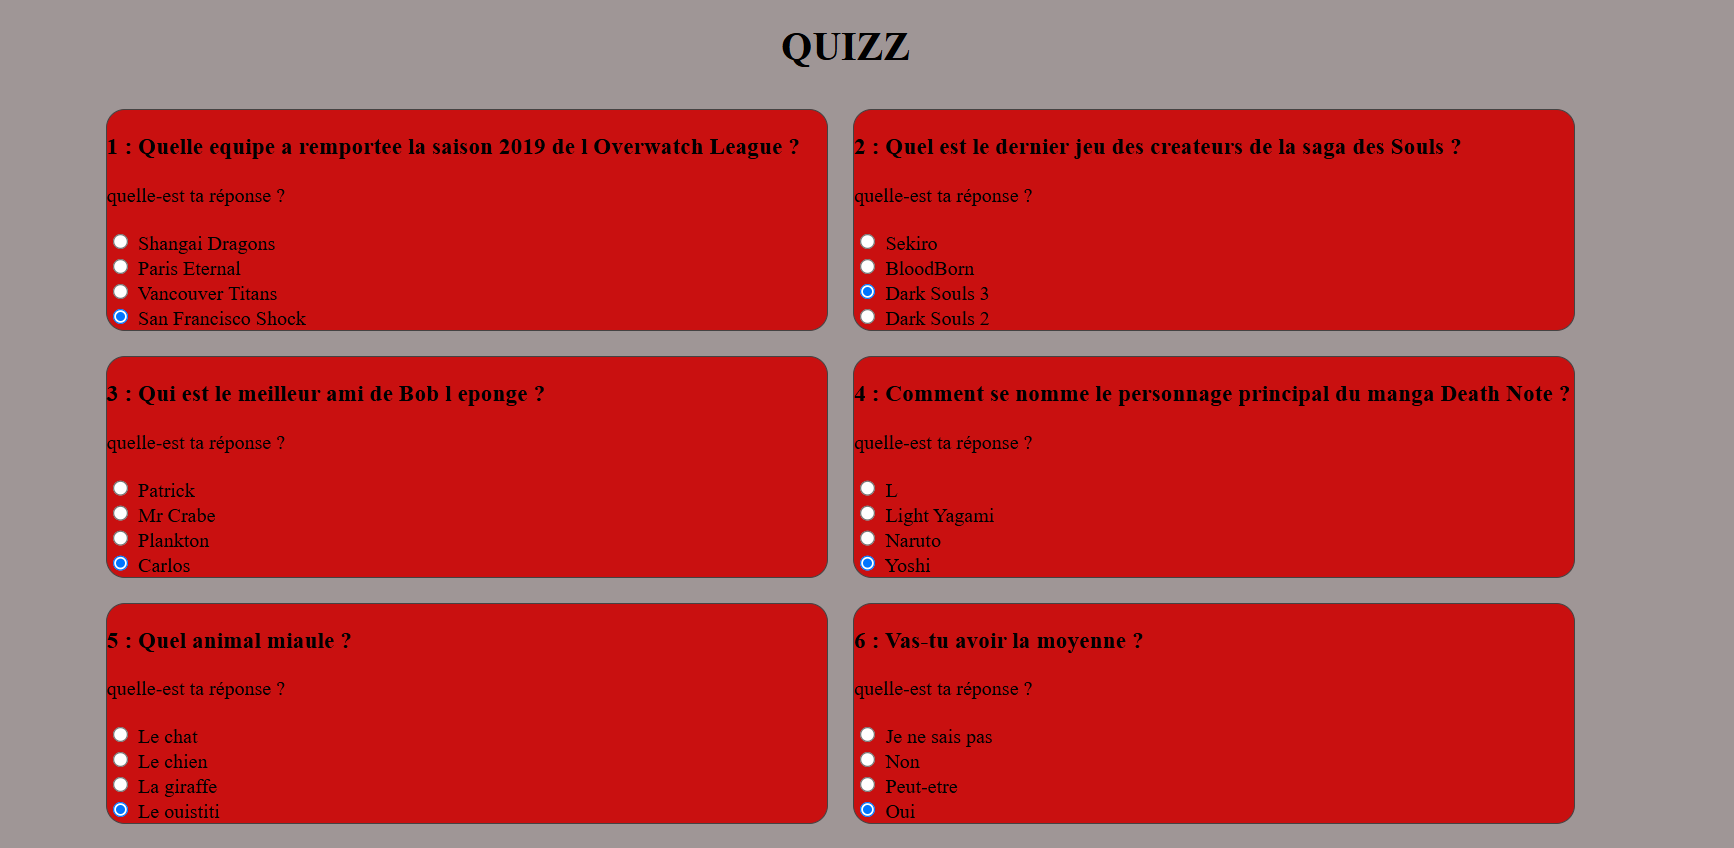 QUIZZ
1 : Quelle equipe a remportee la saison 2019 de l Overwatch League ?
quelle-est ta réponse ?
Shangai Dragons
Paris Eternal
Vancouver Titans
San Francisco Shock
2 : Quel est le dernier jeu des createurs de la saga des Souls ?
quelle-est ta réponse ?
Sekiro
BloodBorn
Dark Souls 3
Dark Souls 2
3 : Qui est le meilleur ami de Bob l eponge ?
quelle-est ta réponse ?
Patrick
Mr Crabe
Plankton
Carlos
4 : Comment se nomme le personnage principal du manga Death Note ?
quelle-est ta réponse ?
L
Light Yagami
Naruto
Yoshi
5 : Quel animal miaule ?
quelle-est ta réponse ?
Le chat
Le chien
La giraffe
Le ouistiti
6 : Vas-tu avoir la moyenne ?
quelle-est ta réponse ?
Je ne sais pas
Non
Peut-etre
Oui